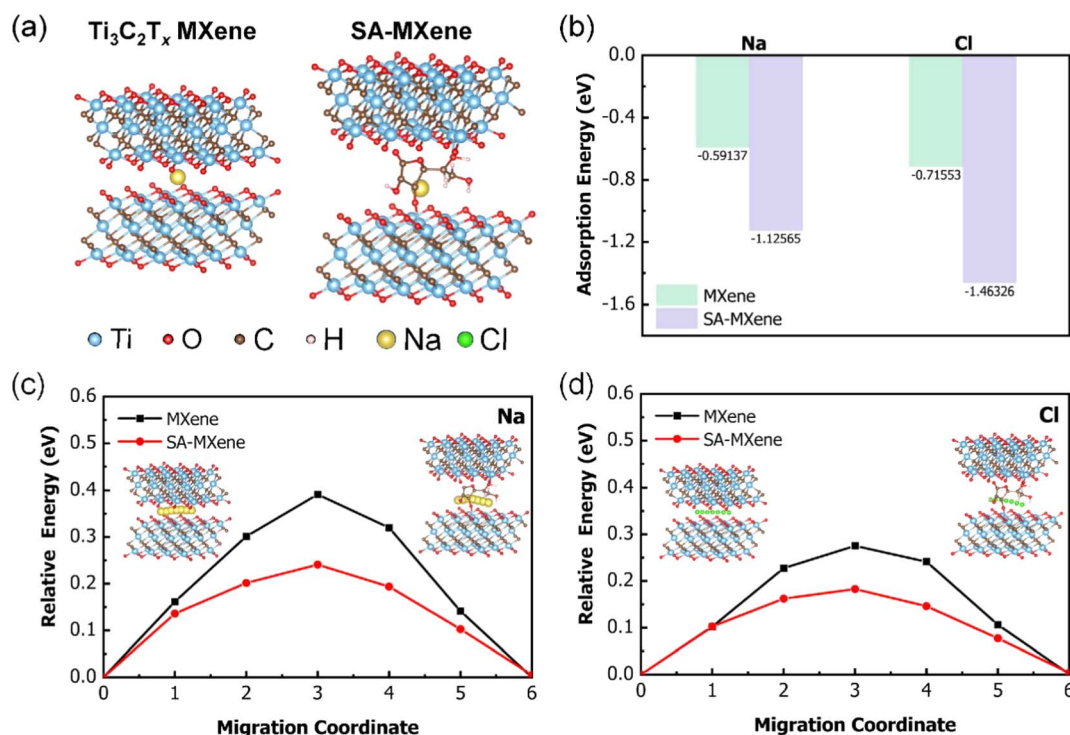 (a)
Ti₃C₂Tₓ MXene
SA-MXene
Ti O C H Na Cl
(b)
Na
Cl
0.0
-0.4
-0.8
-1.2
-1.6
Adsorption Energy (eV)
-0.59137
-1.12565
-0.71553
-1.46326
MXene
SA-MXene
(c)
0.6
0.5
0.4
0.3
0.2
0.1
0.0
Relative Energy (eV)
MXene
SA-MXene
Na
0 1 2 3 4 5 6
Migration Coordinate
(d)
0.6
0.5
0.4
0.3
0.2
0.1
0.0
Relative Energy (eV)
MXene
SA-MXene
Cl
0 1 2 3 4 5 6
Migration Coordinate